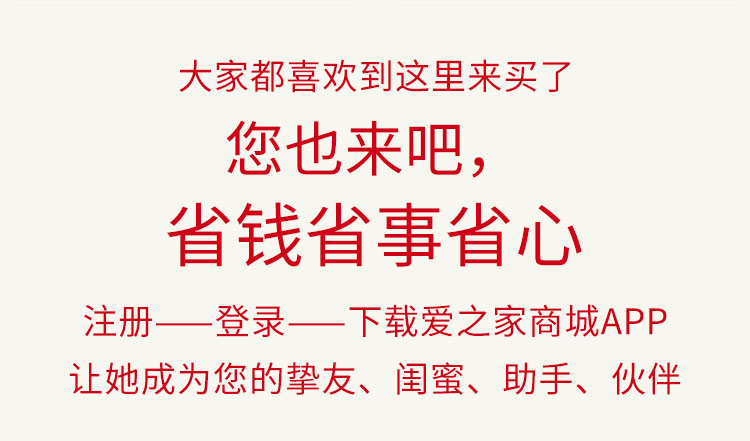 大家都喜欢到这里来买了
您也来吧，
省钱省事省心
注册——登录——下载爱之家商城APP
让她成为您的挚友、闺蜜、助手、伙伴